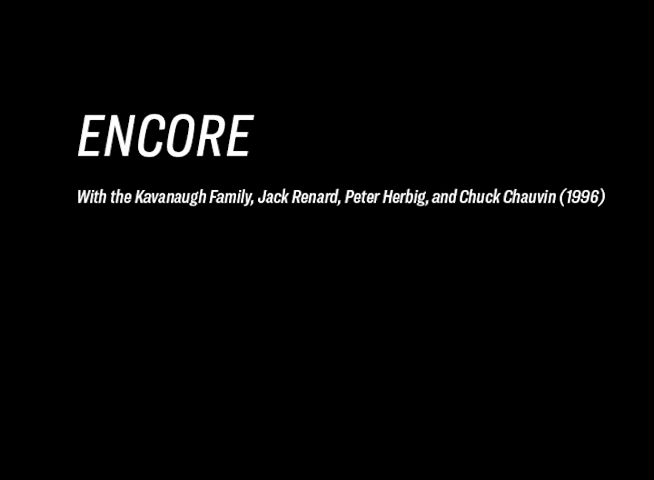 ENCORE
With the Kavanaugh Family, Jack Renard, Peter Herbig, and Chuck Chauvin (1996)